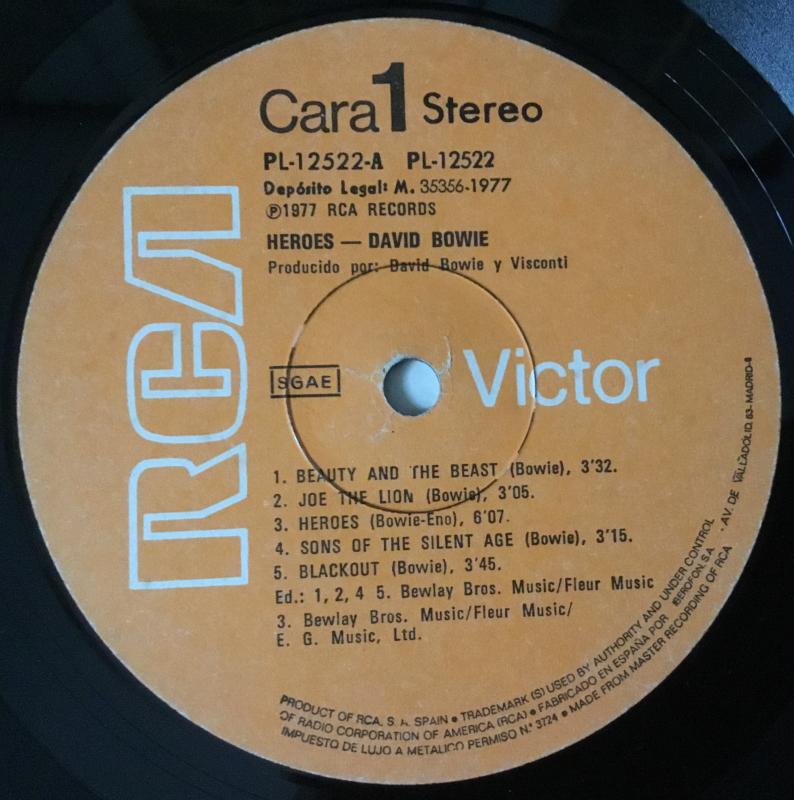 Cara 1 Stereo
PL-12522-A PL-12522
Depósito Legal: M. 35356-1977
℗1977 RCA RECORDS
HEROES — DAVID BOWIE
Producido por: David Bowie y Visconti
RCA
SGAE
Victor
1. BEAUTY AND THE BEAST (Bowie), 3'32.
2. JOE THE LION (Bowie), 3'05.
3. HEROES (Bowie-Eno), 6'07.
4. SONS OF THE SILENT AGE (Bowie), 3'15.
5. BLACKOUT (Bowie), 3'45.
Ed.: 1, 2, 4 5. Bewlay Bros. Music/Fleur Music
3. Bewlay Bros. Music/Fleur Music/
E. G. Music, Ltd.
PRODUCT OF RCA, S. A. SPAIN • TRADEMARK (S) USED BY AUTHORITY AND UNDER CONTROL
OF RADIO CORPORATION OF AMERICA (RCA) • FABRICADO EN ESPAÑA POR IBEROFON, S.A. • AV. DE VALLADOLID, 63-MADRID-8
IMPUESTO DE LUJO A METALICO PERMISO N.º 3724 • MADE FROM MASTER RECORDING OF RCA